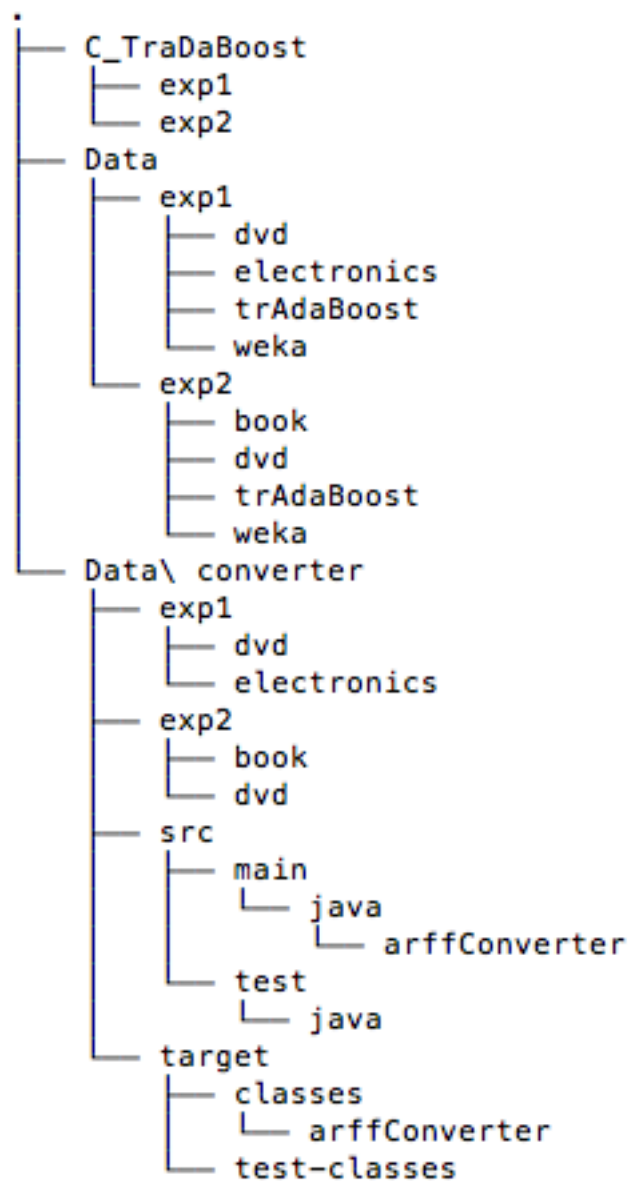 .
C_TraDaBoost
exp1
exp2
Data
exp1
dvd
electronics
trAdaBoost
weka
exp2
book
dvd
trAdaBoost
weka
Data\ converter
exp1
dvd
electronics
exp2
book
dvd
src
main
java
arffConverter
test
java
target
classes
arffConverter
test-classes